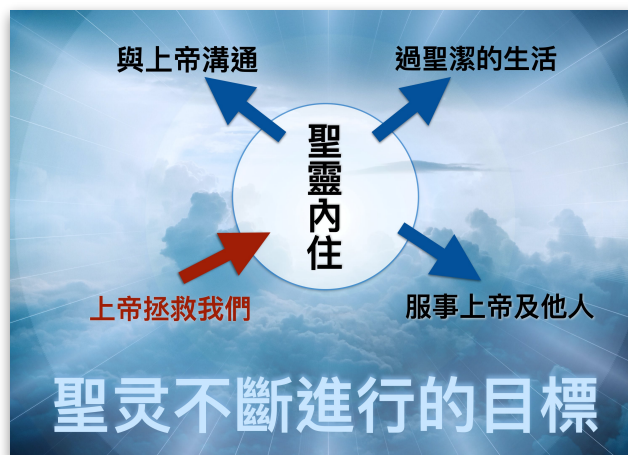 與上帝溝通
過聖潔的生活
聖靈內住
上帝拯救我們
服事上帝及他人
聖灵不斷進行的目標